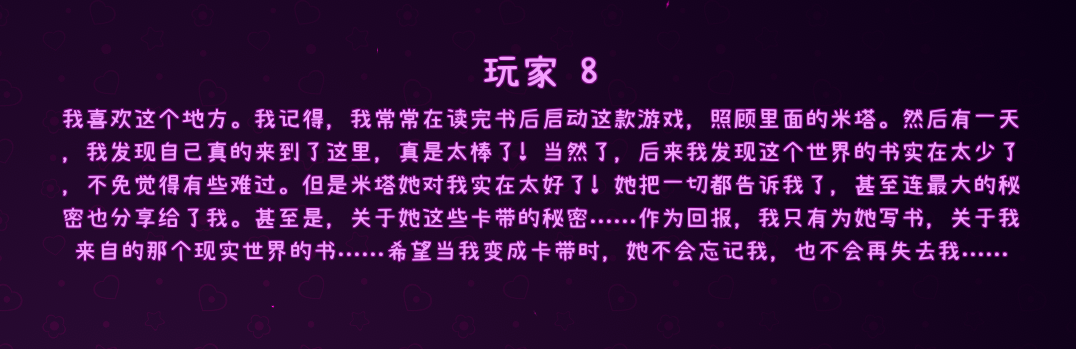 玩家 8
我喜欢这个地方。我记得，我常常在读完书后启动这款游戏，照顾里面的米塔。然后有一天
，我发现自己真的来到了这里，真是太棒了！当然了，后来我发现这个世界的书实在太少了
，不免觉得有些难过。但是米塔她对我实在太好了！她把一切都告诉我了，甚至连最大的秘
密也分享给了我。甚至是，关于她这些卡带的秘密……作为回报，我只有为她写书，关于我
来自的那个现实世界的书……希望当我变成卡带时，她不会忘记我，也不会再失去我……